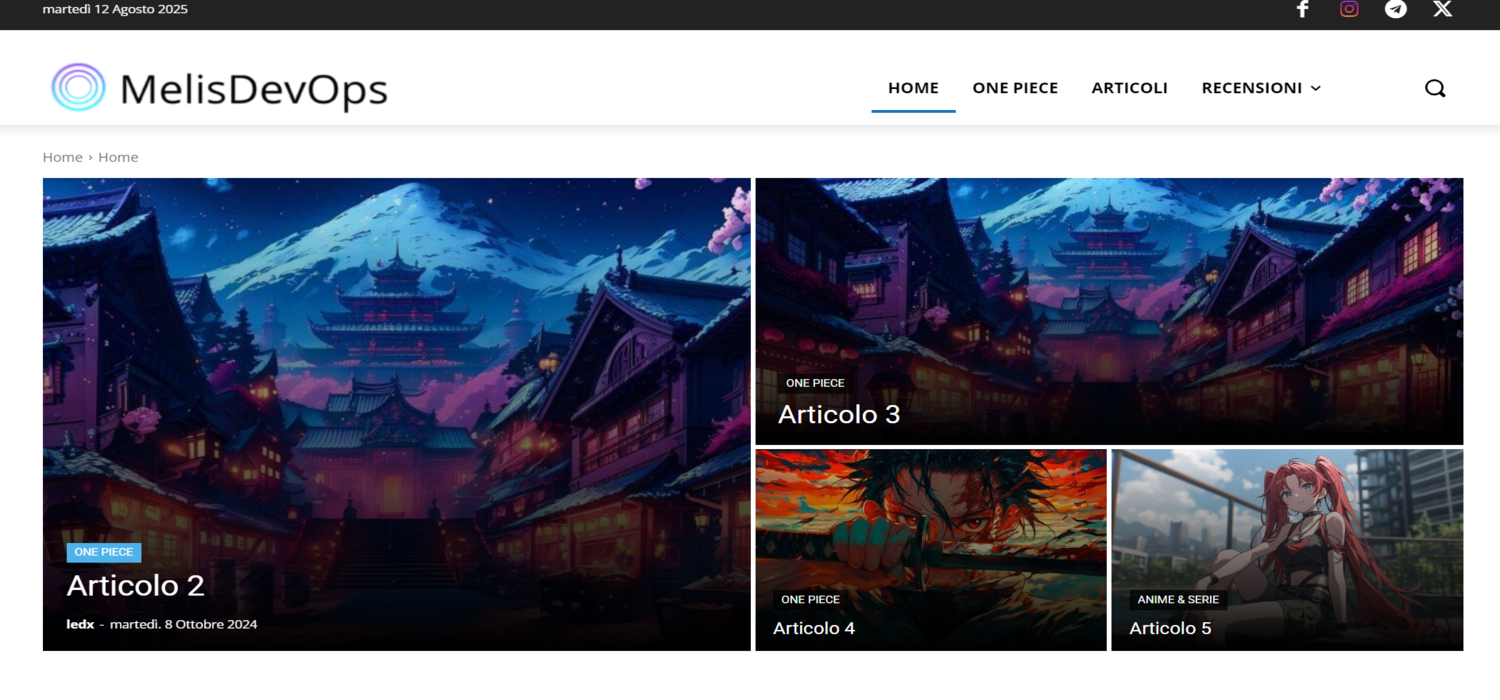 martedì 12 Agosto 2025
MelisDevOps
HOME ONE PIECE ARTICOLI RECENSIONI
Home › Home
ONE PIECE
Articolo 2
ledx - martedì. 8 Ottobre 2024
ONE PIECE
Articolo 3
ONE PIECE
Articolo 4
ANIME & SERIE
Articolo 5